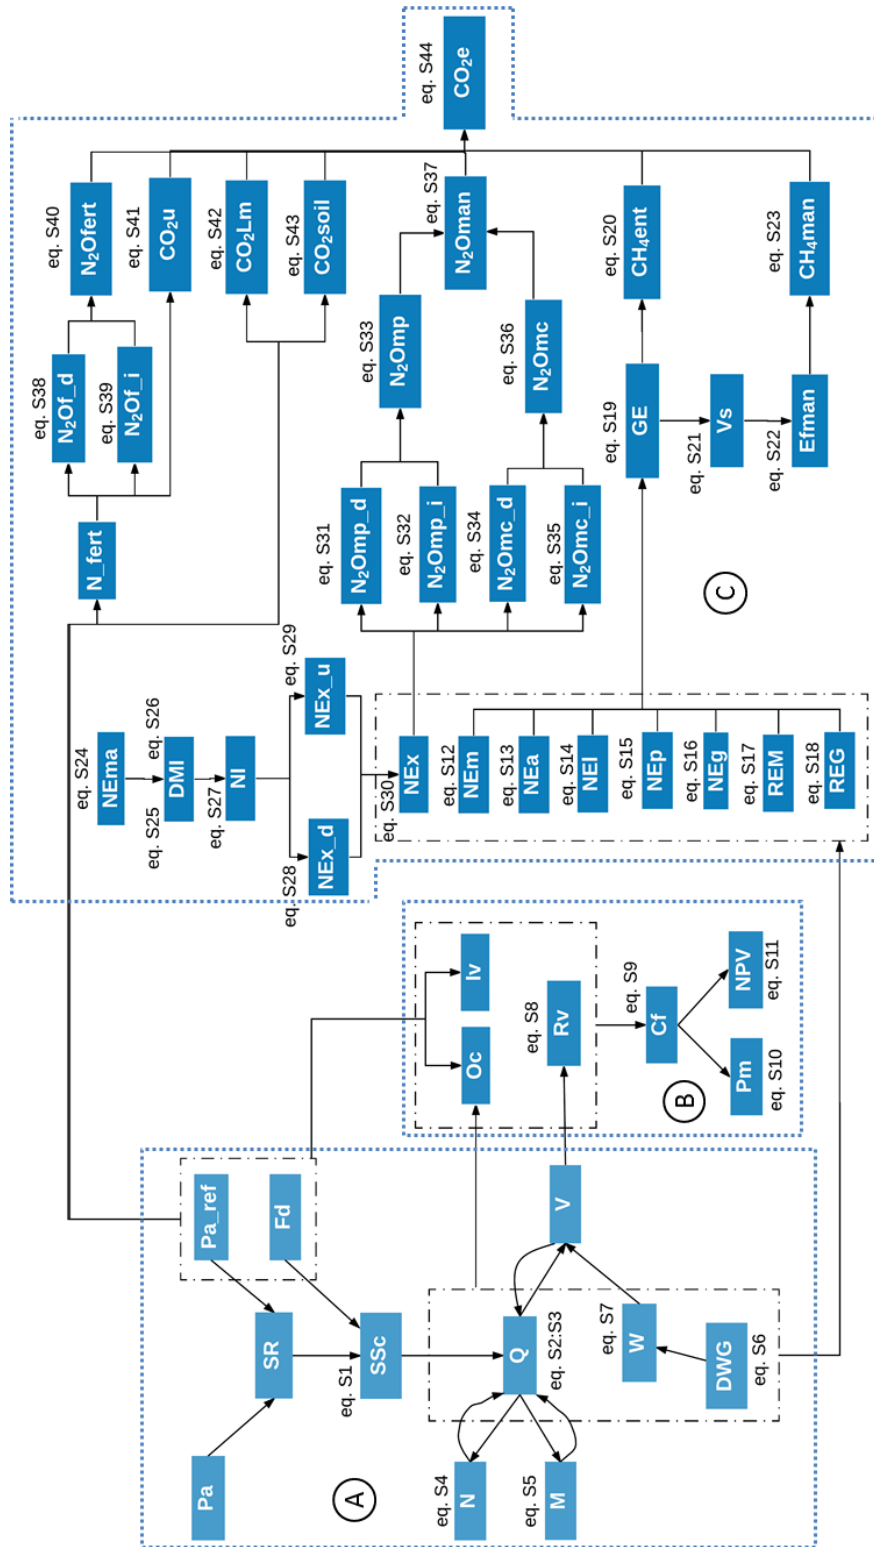 A
Pa
Pa_ref
Fd
SR
eq. S1
SSc
Q
eq. S2:S3
eq. S4
N
eq. S5
M
V
eq. S7
W
DWG
eq. S6
B
Oc
Iv
eq. S8
Rv
eq. S9
Cf
Pm
eq. S10
NPV
eq. S11
C
eq. S24
NEma
eq. S25
eq. S26
DMI
eq. S27
NI
eq. S28
NEx_d
eq. S29
NEx_u
eq. S30
NEx
eq. S12
NEm
eq. S13
NEa
eq. S14
NEl
eq. S15
NEp
eq. S16
NEg
eq. S17
REM
eq. S18
REG
N_fert
eq. S38
N₂Of_d
eq. S39
N₂Of_i
eq. S40
N₂Ofert
eq. S41
CO₂u
eq. S42
CO₂Lm
eq. S43
CO₂soil
eq. S31
N₂Omp_d
eq. S32
N₂Omp_i
eq. S33
N₂Omp
eq. S34
N₂Omc_d
eq. S35
N₂Omc_i
eq. S36
N₂Omc
eq. S37
N₂Oman
eq. S19
GE
eq. S20
CH₄ent
eq. S21
Vs
eq. S22
Efman
eq. S23
CH₄man
eq. S44
CO₂e